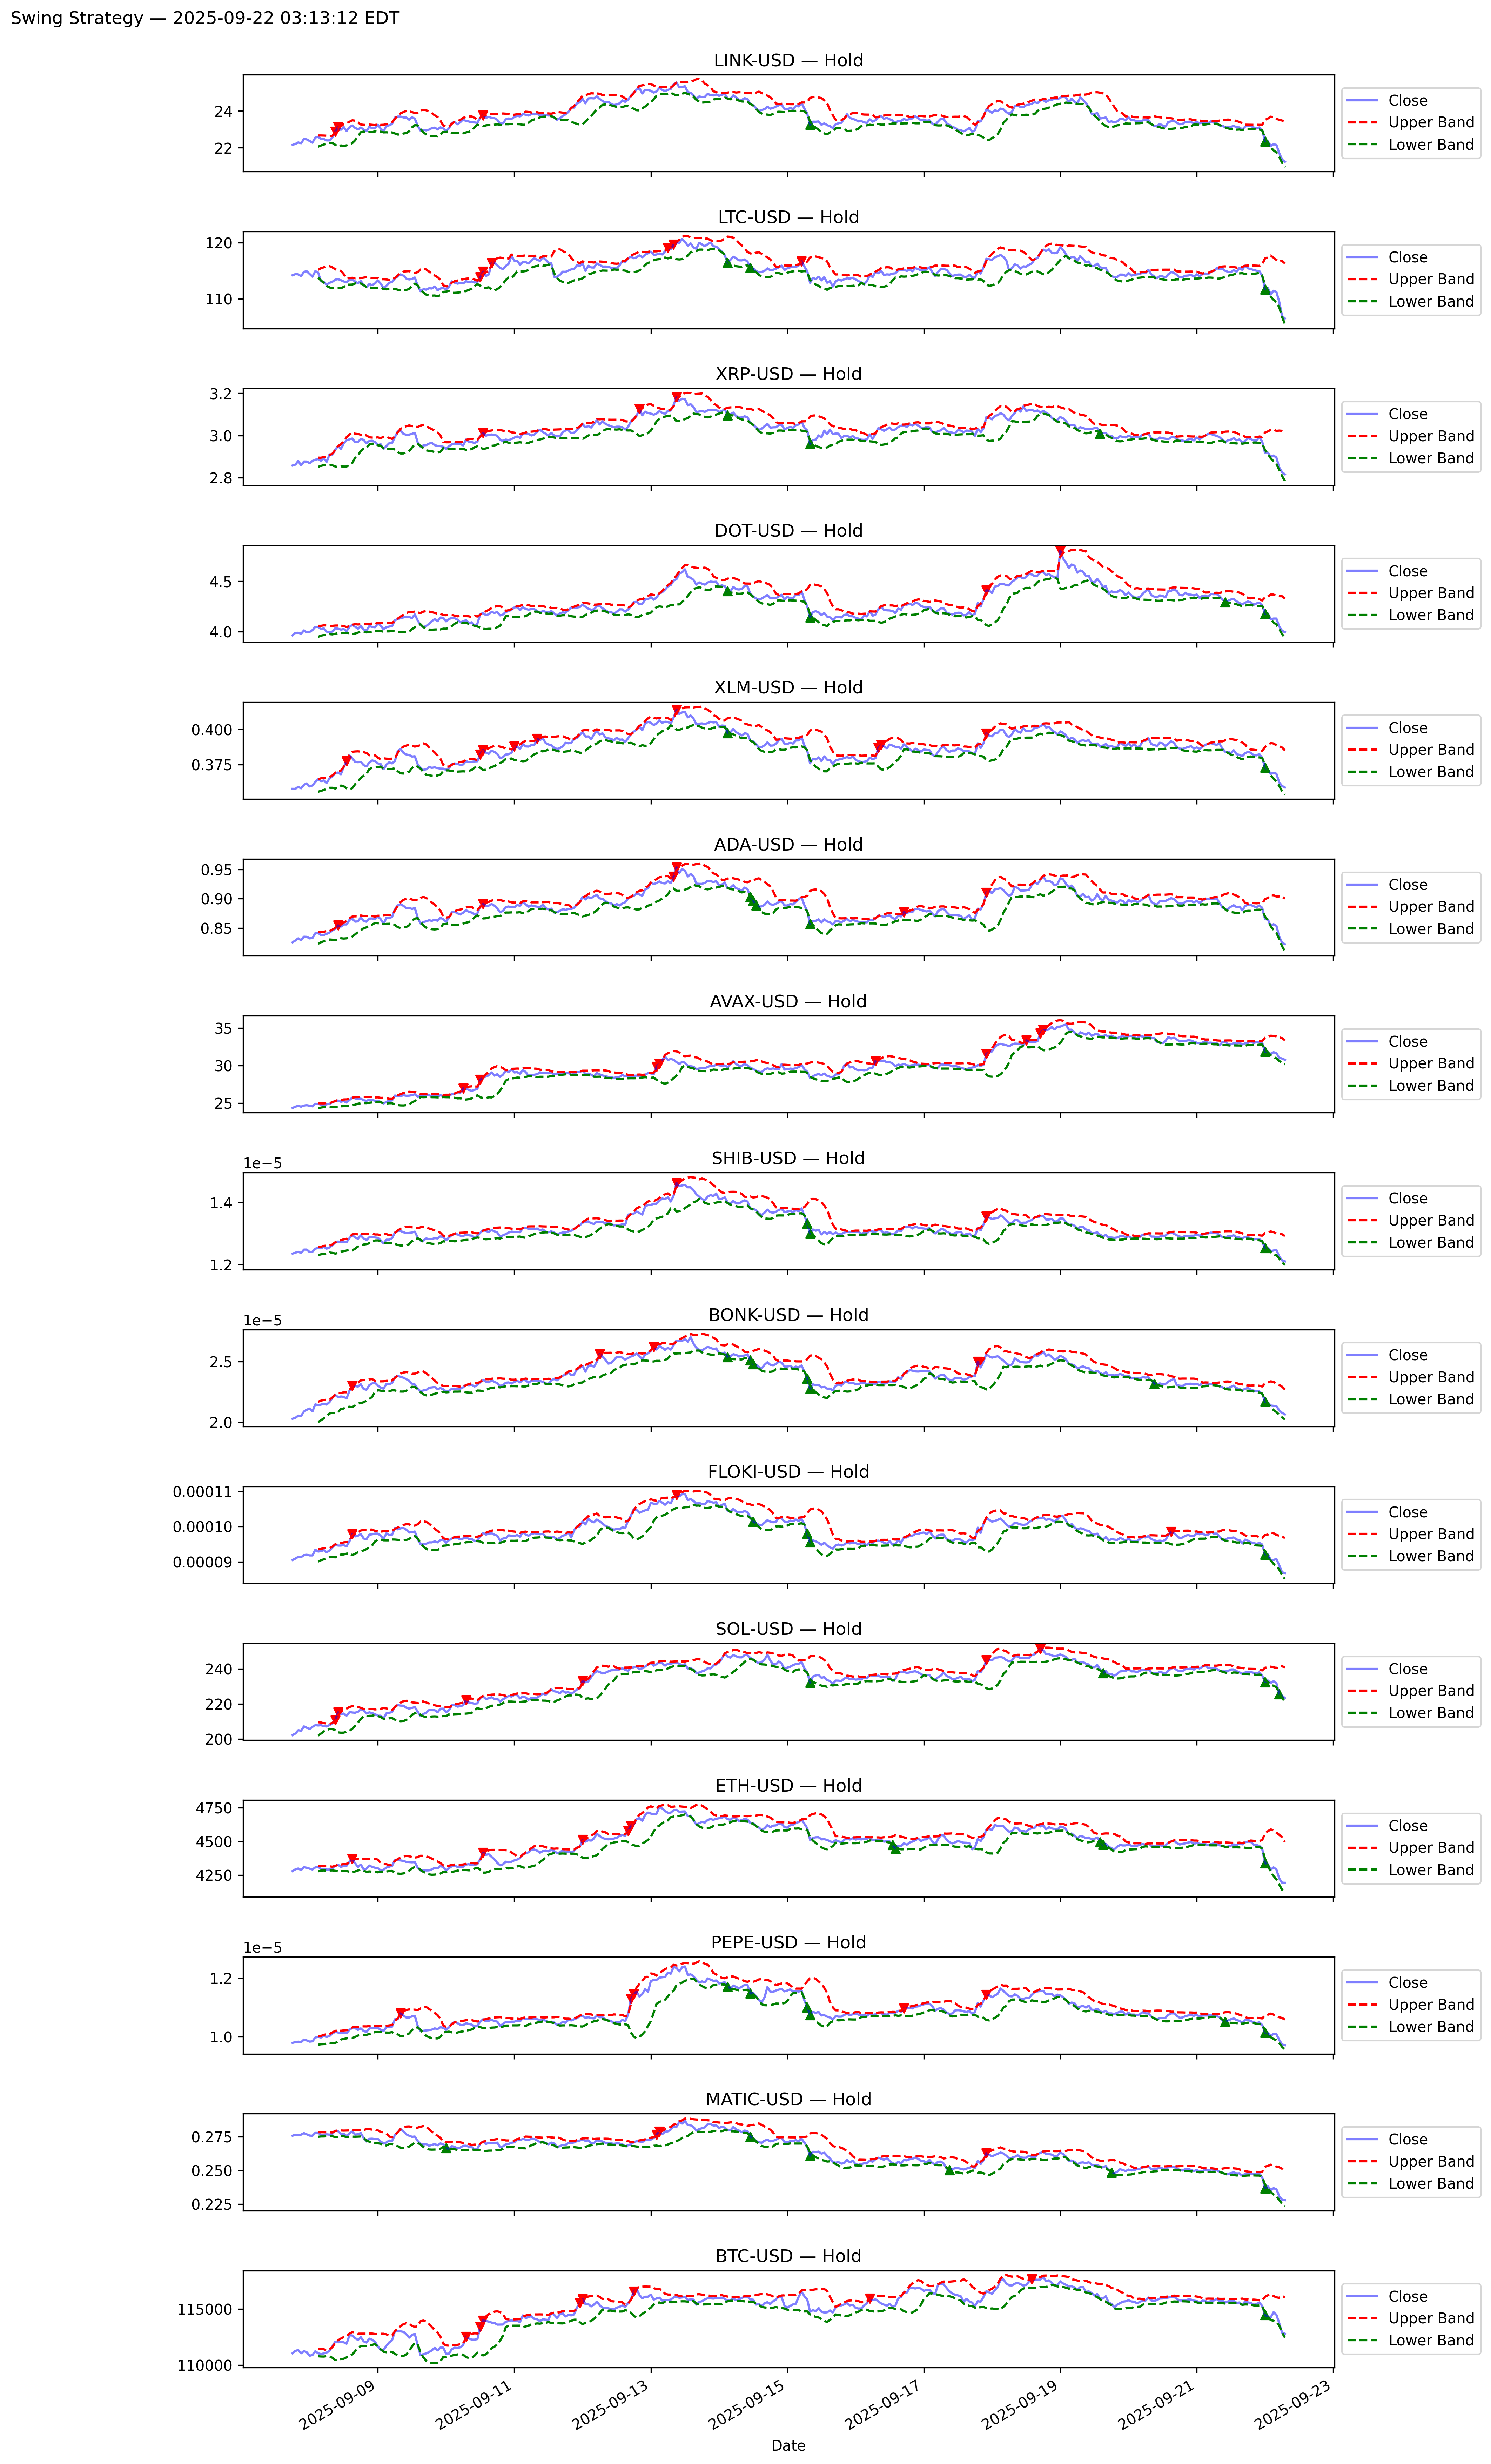 Swing Strategy — 2025-09-22 03:13:12 EDT
LINK-USD — Hold
24
22
Close
Upper Band
Lower Band
LTC-USD — Hold
120
110
Close
Upper Band
Lower Band
XRP-USD — Hold
3.2
3.0
2.8
Close
Upper Band
Lower Band
DOT-USD — Hold
4.5
4.0
Close
Upper Band
Lower Band
XLM-USD — Hold
0.400
0.375
Close
Upper Band
Lower Band
ADA-USD — Hold
0.95
0.90
0.85
Close
Upper Band
Lower Band
AVAX-USD — Hold
35
30
25
Close
Upper Band
Lower Band
SHIB-USD — Hold
1e−5
1.4
1.2
Close
Upper Band
Lower Band
BONK-USD — Hold
1e−5
2.5
2.0
Close
Upper Band
Lower Band
FLOKI-USD — Hold
0.00011
0.00010
0.00009
Close
Upper Band
Lower Band
SOL-USD — Hold
240
220
200
Close
Upper Band
Lower Band
ETH-USD — Hold
4750
4500
4250
Close
Upper Band
Lower Band
PEPE-USD — Hold
1e−5
1.2
1.0
Close
Upper Band
Lower Band
MATIC-USD — Hold
0.275
0.250
0.225
Close
Upper Band
Lower Band
BTC-USD — Hold
115000
110000
Close
Upper Band
Lower Band
2025-09-09
2025-09-11
2025-09-13
2025-09-15
2025-09-17
2025-09-19
2025-09-21
2025-09-23
Date